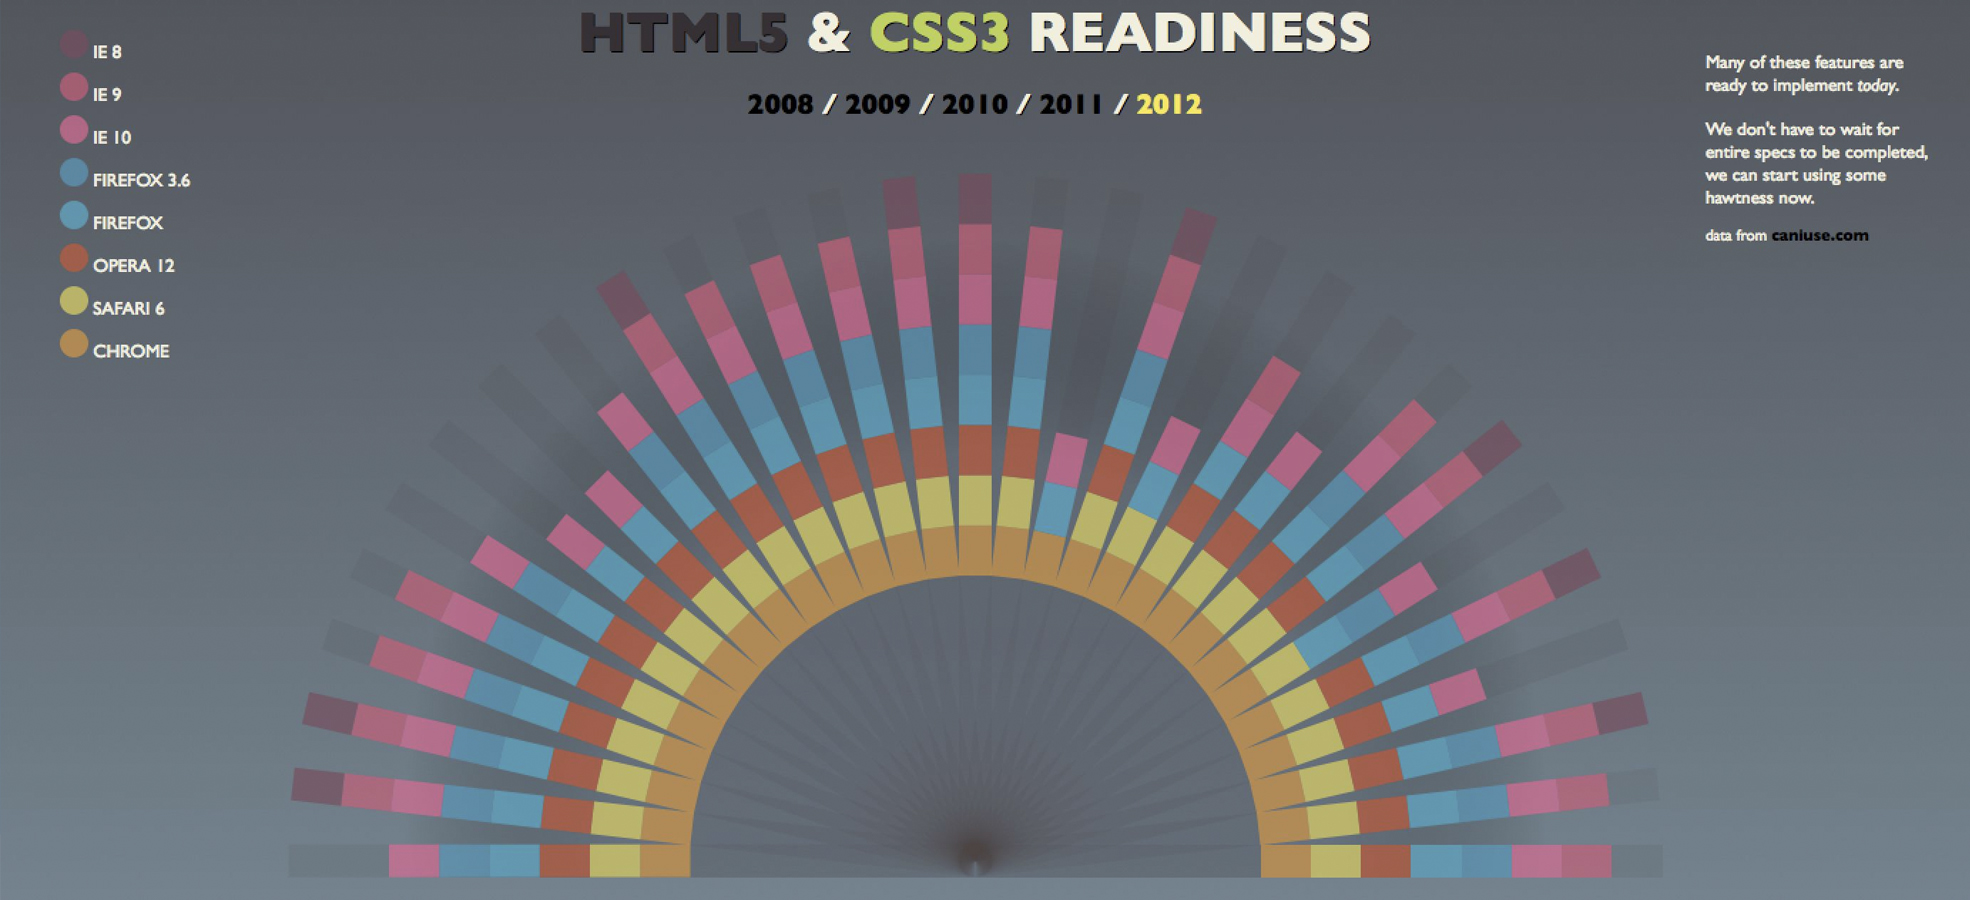 HTML5 & CSS3 READINESS
2008 / 2009 / 2010 / 2011 / 2012
IE 8
IE 9
IE 10
FIREFOX 3.6
FIREFOX
OPERA 12
SAFARI 6
CHROME
Many of these features are
ready to implement today.
We don't have to wait for
entire specs to be completed,
we can start using some
hawtness now.
data from caniuse.com